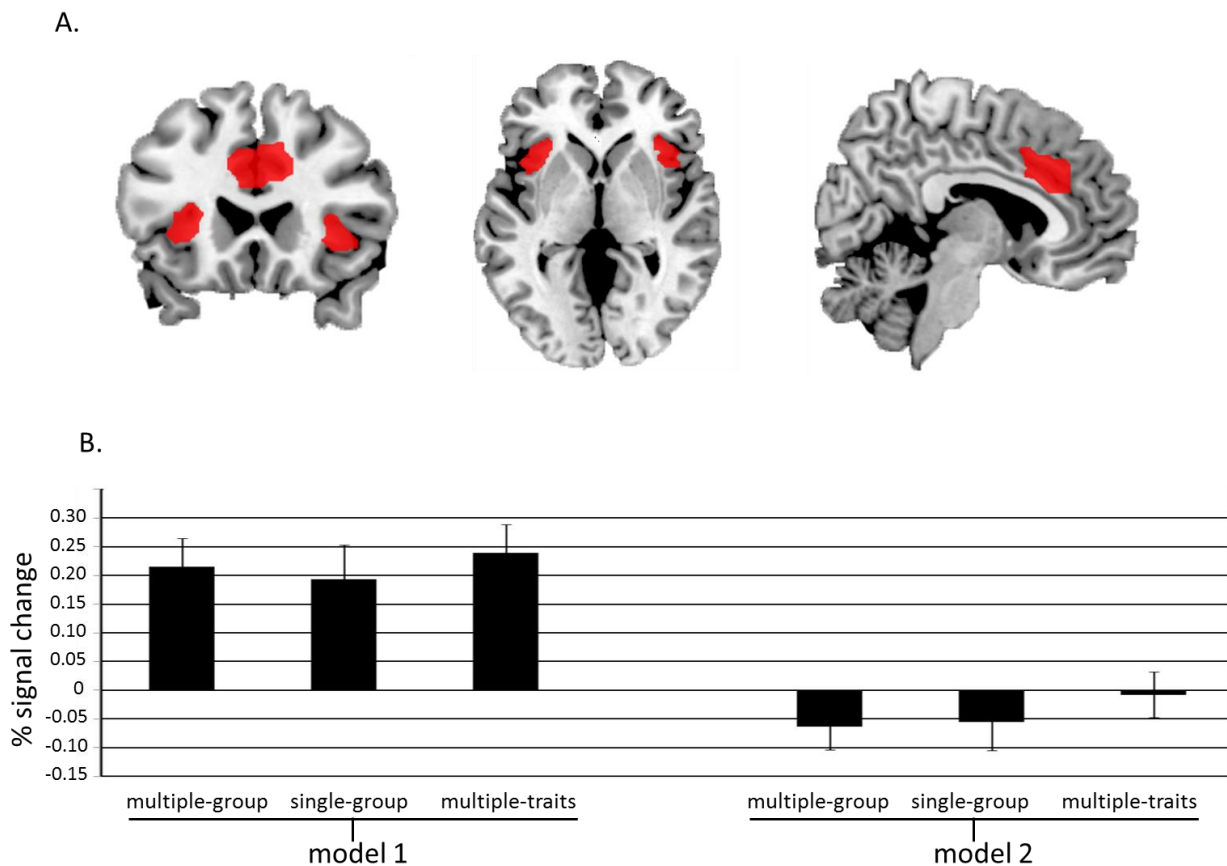 A.
B.
% signal change
0.30
0.25
0.20
0.15
0.10
0.05
0
-0.05
-0.10
-0.15
multiple-group single-group multiple-traits multiple-group single-group multiple-traits
model 1 model 2